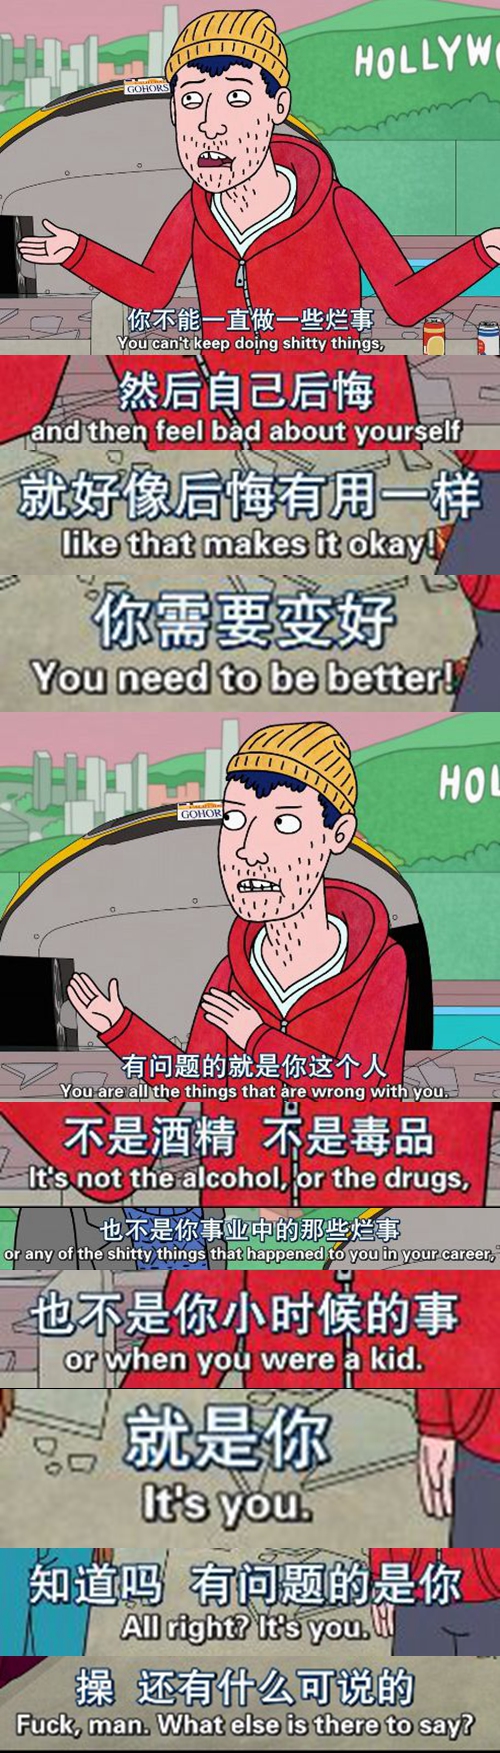 HOLLYW
GOHORS
你不能一直做一些烂事
You can't keep doing shitty things,
然后自己后悔
and then feel bad about yourself
就好像后悔有用一样
like that makes it okay!
你需要变好
You need to be better!
HOL
GOHOR
有问题的就是你这个人
You are all the things that are wrong with you.
不是酒精 不是毒品
It's not the alcohol, or the drugs,
也不是你事业中的那些烂事
or any of the shitty things that happened to you in your career,
也不是你小时候的事
or when you were a kid.
就是你
It's you.
知道吗 有问题的是你
All right? It's you.
操 还有什么可说的
Fuck, man. What else is there to say?